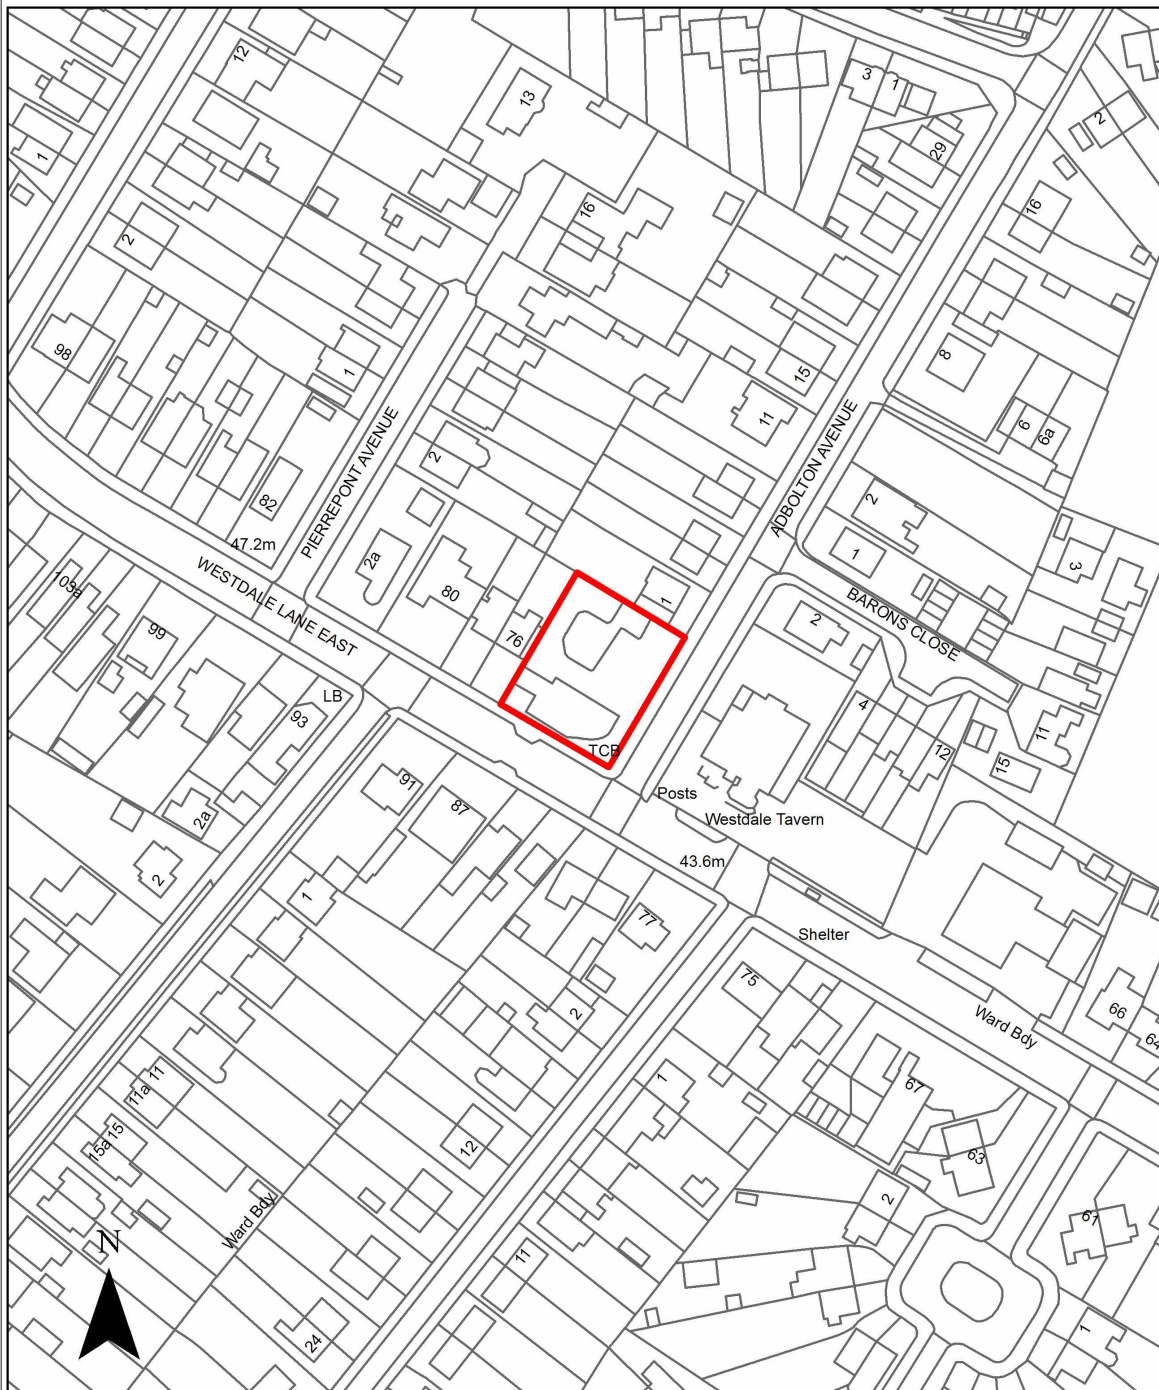 12
13
3
1
2
29
1
16
16
2
98
1
15
8
11
6
6a
2
82
2
PIERREPONT AVENUE
ADBOLTON AVENUE
47.2m
2a
1
3
103a
WESTDALE LANE EAST
80
1
BARONS CLOSE
99
76
2
LB
93
4
11
12
15
TCB
91
Posts
87
Westdale Tavern
2a
43.6m
2
1
77
Shelter
75
2
66
64
Ward Bdy
11
11a
1
67
15
15a
12
63
2
Ward Bdy
61
N
11
24
1